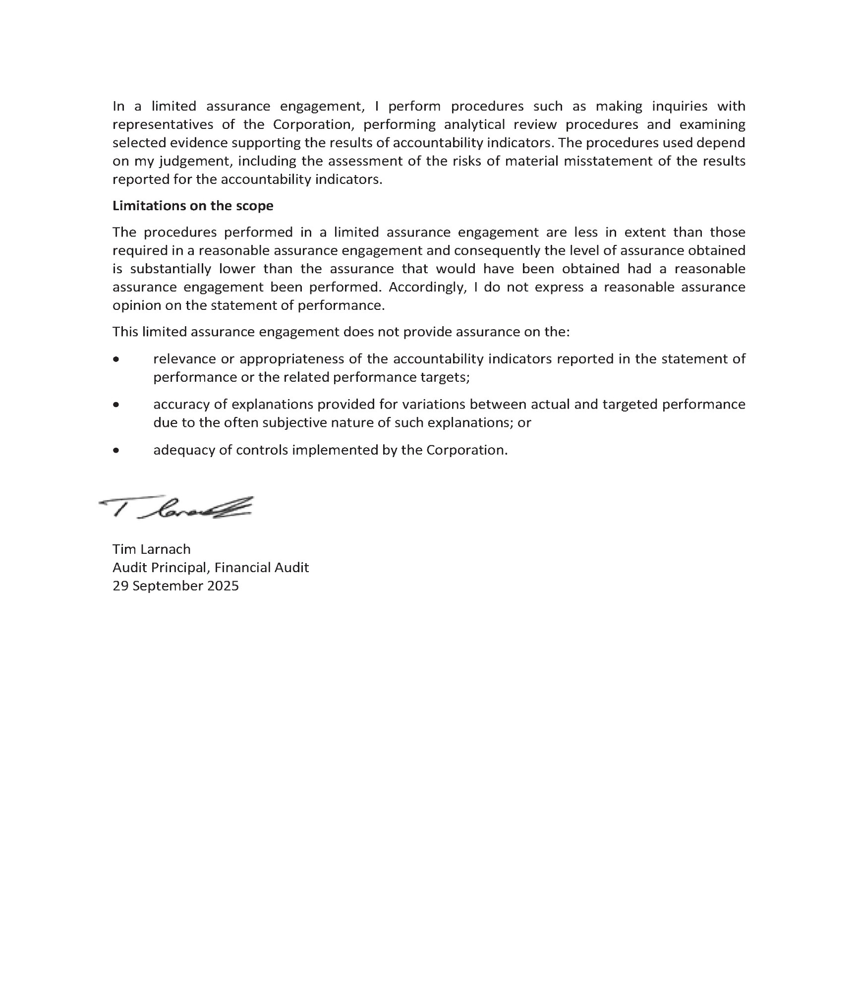 In a limited assurance engagement, I perform procedures such as making inquiries with
representatives of the Corporation, performing analytical review procedures and examining
selected evidence supporting the results of accountability indicators. The procedures used depend
on my judgement, including the assessment of the risks of material misstatement of the results
reported for the accountability indicators.
Limitations on the scope
The procedures performed in a limited assurance engagement are less in extent than those
required in a reasonable assurance engagement and consequently the level of assurance obtained
is substantially lower than the assurance that would have been obtained had a reasonable
assurance engagement been performed. Accordingly, I do not express a reasonable assurance
opinion on the statement of performance.
This limited assurance engagement does not provide assurance on the:
• relevance or appropriateness of the accountability indicators reported in the statement of
performance or the related performance targets;
• accuracy of explanations provided for variations between actual and targeted performance
due to the often subjective nature of such explanations; or
• adequacy of controls implemented by the Corporation.
T Larnach
Tim Larnach
Audit Principal, Financial Audit
29 September 2025